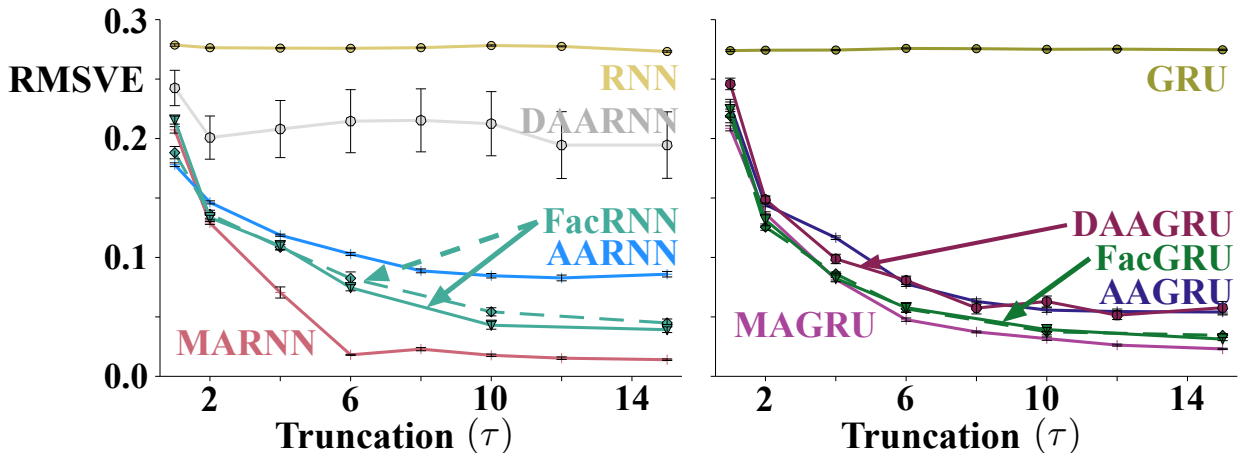 0.3
RMSVE
0.2
0.1
0.0
RNN
DAARNN
FacRNN
AARNN
MARNN
2 6 10 14
Truncation (τ)
GRU
DAAGRU
FacGRU
AAGRU
MAGRU
2 6 10 14
Truncation (τ)